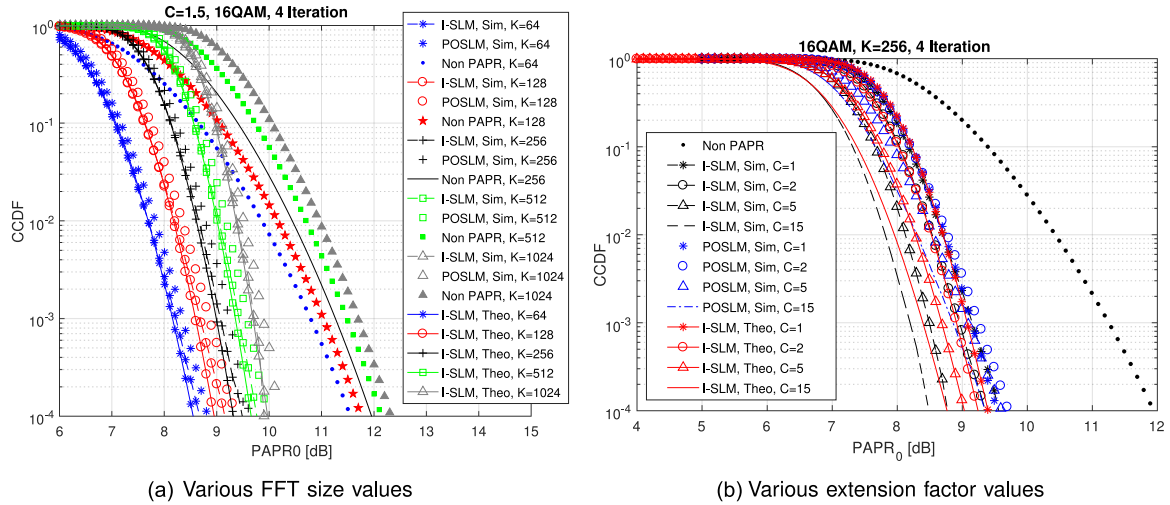 C=1.5, 16QAM, 4 Iteration
CCDF
10^0
10^-1
10^-2
10^-3
10^-4
6 7 8 9 10 11 12 13 14 15
PAPR0 [dB]
I-SLM, Sim, K=64
POSLM, Sim, K=64
Non PAPR, K=64
I-SLM, Sim, K=128
POSLM, Sim, K=128
Non PAPR, K=128
I-SLM, Sim, K=256
POSLM, Sim, K=256
Non PAPR, K=256
I-SLM, Sim, K=512
POSLM, Sim, K=512
Non PAPR, K=512
I-SLM, Sim, K=1024
POSLM, Sim, K=1024
Non PAPR, K=1024
I-SLM, Theo, K=64
I-SLM, Theo, K=128
I-SLM, Theo, K=256
I-SLM, Theo, K=512
I-SLM, Theo, K=1024
(a) Various FFT size values
16QAM, K=256, 4 Iteration
CCDF
10^0
10^-1
10^-2
10^-3
10^-4
4 5 6 7 8 9 10 11 12
PAPR_0 [dB]
Non PAPR
I-SLM, Sim, C=1
I-SLM, Sim, C=2
I-SLM, Sim, C=5
I-SLM, Sim, C=15
POSLM, Sim, C=1
POSLM, Sim, C=2
POSLM, Sim, C=5
POSLM, Sim, C=15
I-SLM, Theo, C=1
I-SLM, Theo, C=2
I-SLM, Theo, C=5
I-SLM, Theo, C=15
(b) Various extension factor values